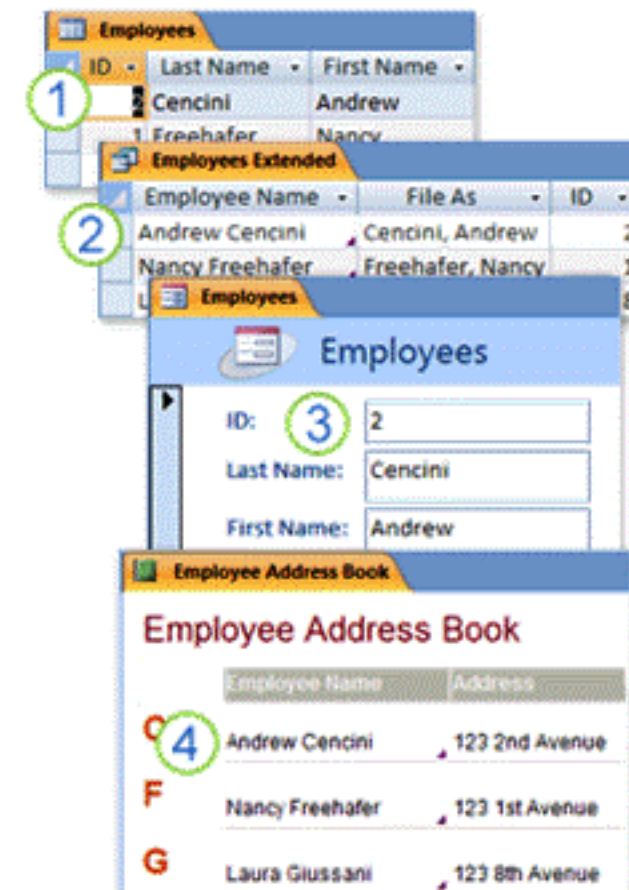 Employees
ID Last Name First Name
1 2 Cencini Andrew
1 Freehafer Nancy
Employees Extended
Employee Name File As ID
2 Andrew Cencini Cencini, Andrew 2
Nancy Freehafer Freehafer, Nancy 1
L 8
Employees
Employees
ID: 3 2
Last Name: Cencini
First Name: Andrew
Employee Address Book
Employee Address Book
Employee Name Address
C
4 Andrew Cencini 123 2nd Avenue
F
Nancy Freehafer 123 1st Avenue
G
Laura Giussani 123 8th Avenue